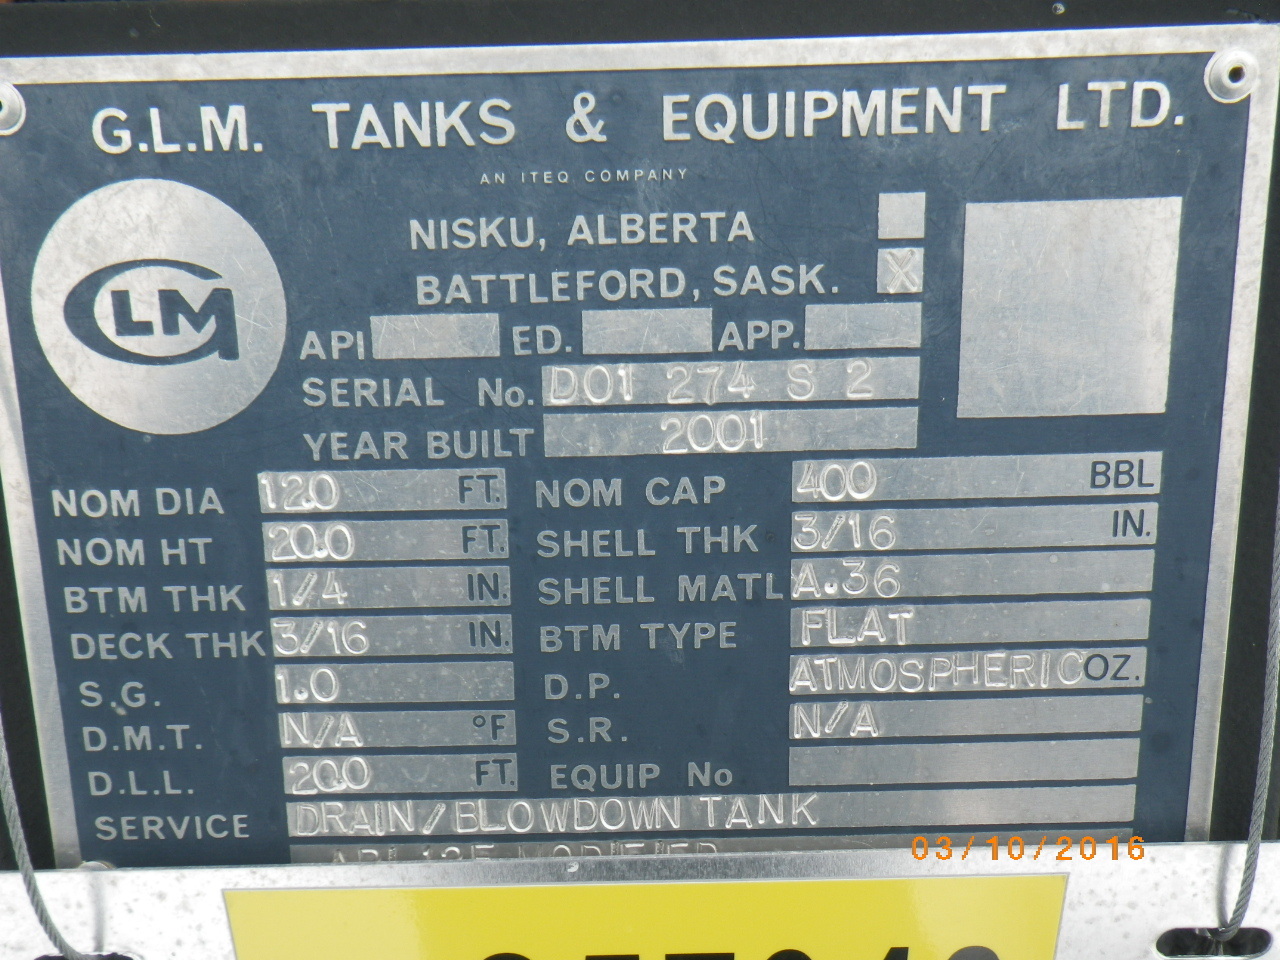 G.L.M. TANKS & EQUIPMENT LTD.
AN ITEQ COMPANY
NISKU, ALBERTA
BATTLEFORD, SASK. X
GLM
API ED. APP.
SERIAL No. D01 274 S 2
YEAR BUILT 2001
NOM DIA 12.0 FT. NOM CAP 400 BBL
NOM HT 20.0 FT. SHELL THK 3/16 IN.
BTM THK 1/4 IN. SHELL MATL A.36
DECK THK 3/16 IN. BTM TYPE FLAT
S.G. 1.0 D.P. ATMOSPHERIC OZ.
D.M.T. N/A °F S.R. N/A
D.L.L. 20.0 FT. EQUIP No
SERVICE DRAIN/BLOWDOWN TANK
MODIFIED
03/10/2016